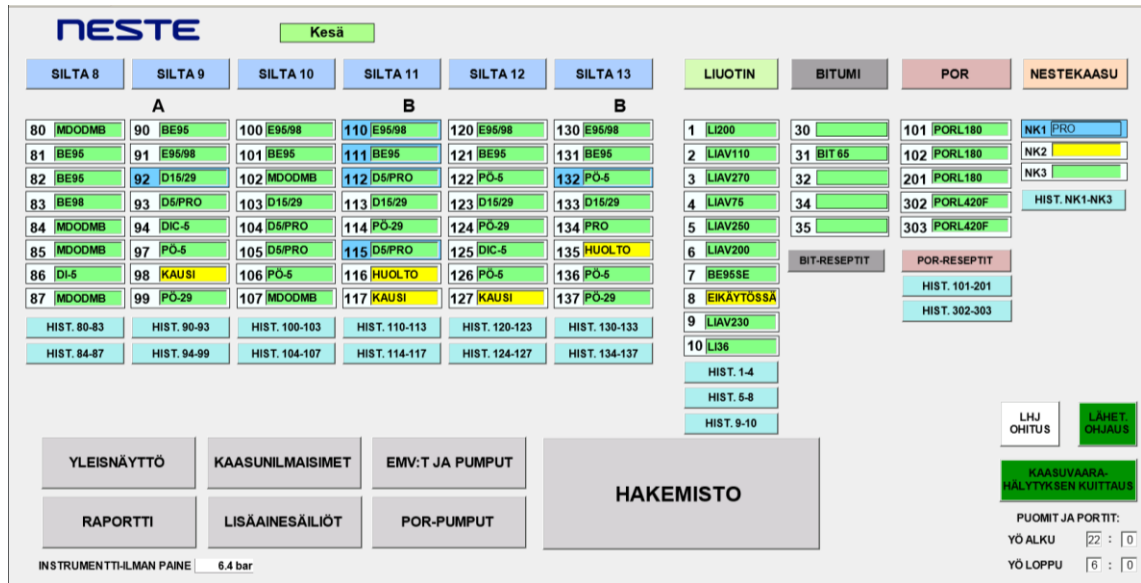 NESTE Kesä
SILTA 8 SILTA 9 SILTA 10 SILTA 11 SILTA 12 SILTA 13 LIUOTIN BITUMI POR NESTEKAASU
A B B
80 MDODMB 90 BE95 100 E95/98 110 E95/98 120 E95/98 130 E95/98 1 LI200 30 101 PORL180 NK1 PRO
81 BE95 91 E95/98 101 BE95 111 BE95 121 BE95 131 BE95 2 LIAV110 31 BIT 65 102 PORL180 NK2
82 BE95 92 D15/29 102 MDODMB 112 D5/PRO 122 PÖ-5 132 PÖ-5 3 LIAV270 32 201 PORL180 NK3
83 BE98 93 D5/PRO 103 D15/29 113 D15/29 123 D15/29 133 D15/29 4 LIAV75 34 302 PORL420F HIST. NK1-NK3
84 MDODMB 94 DIC-5 104 D5/PRO 114 PÖ-29 124 PÖ-29 134 PRO 5 LIAV250 35 303 PORL420F
85 MDODMB 97 PÖ-5 105 D5/PRO 115 D5/PRO 125 DIC-5 135 HUOLTO 6 LIAV200 BIT-RESEPTIT POR-RESEPTIT
86 DI-5 98 KAUSI 106 PÖ-5 116 HUOLTO 126 PÖ-5 136 PÖ-5 7 BE95SE HIST. 101-201
87 MDODMB 99 PÖ-29 107 MDODMB 117 KAUSI 127 KAUSI 137 PÖ-29 8 EIKÄYTÖSSÄ HIST. 302-303
HIST. 80-83 HIST. 90-93 HIST. 100-103 HIST. 110-113 HIST. 120-123 HIST. 130-133 9 LIAV230
HIST. 84-87 HIST. 94-99 HIST. 104-107 HIST. 114-117 HIST. 124-127 HIST. 134-137 10 LI36
HIST. 1-4
HIST. 5-8
HIST. 9-10
LHJ OHITUS
LÄHET. OHJAUS
YLEISNÄYTTÖ KAASUNILMAISIMET EMV:T JA PUMPUT
HAKEMISTO
KAASUVAARA-
HÄLYTYKSEN KUITTAUS
RAPORTTI LISÄAINESÄILIÖT POR-PUMPUT
PUOMIT JA PORTIT:
YÖ ALKU 22 : 0
INSTRUMENTTI-ILMAN PAINE 6.4 bar
YÖ LOPPU 6 : 0